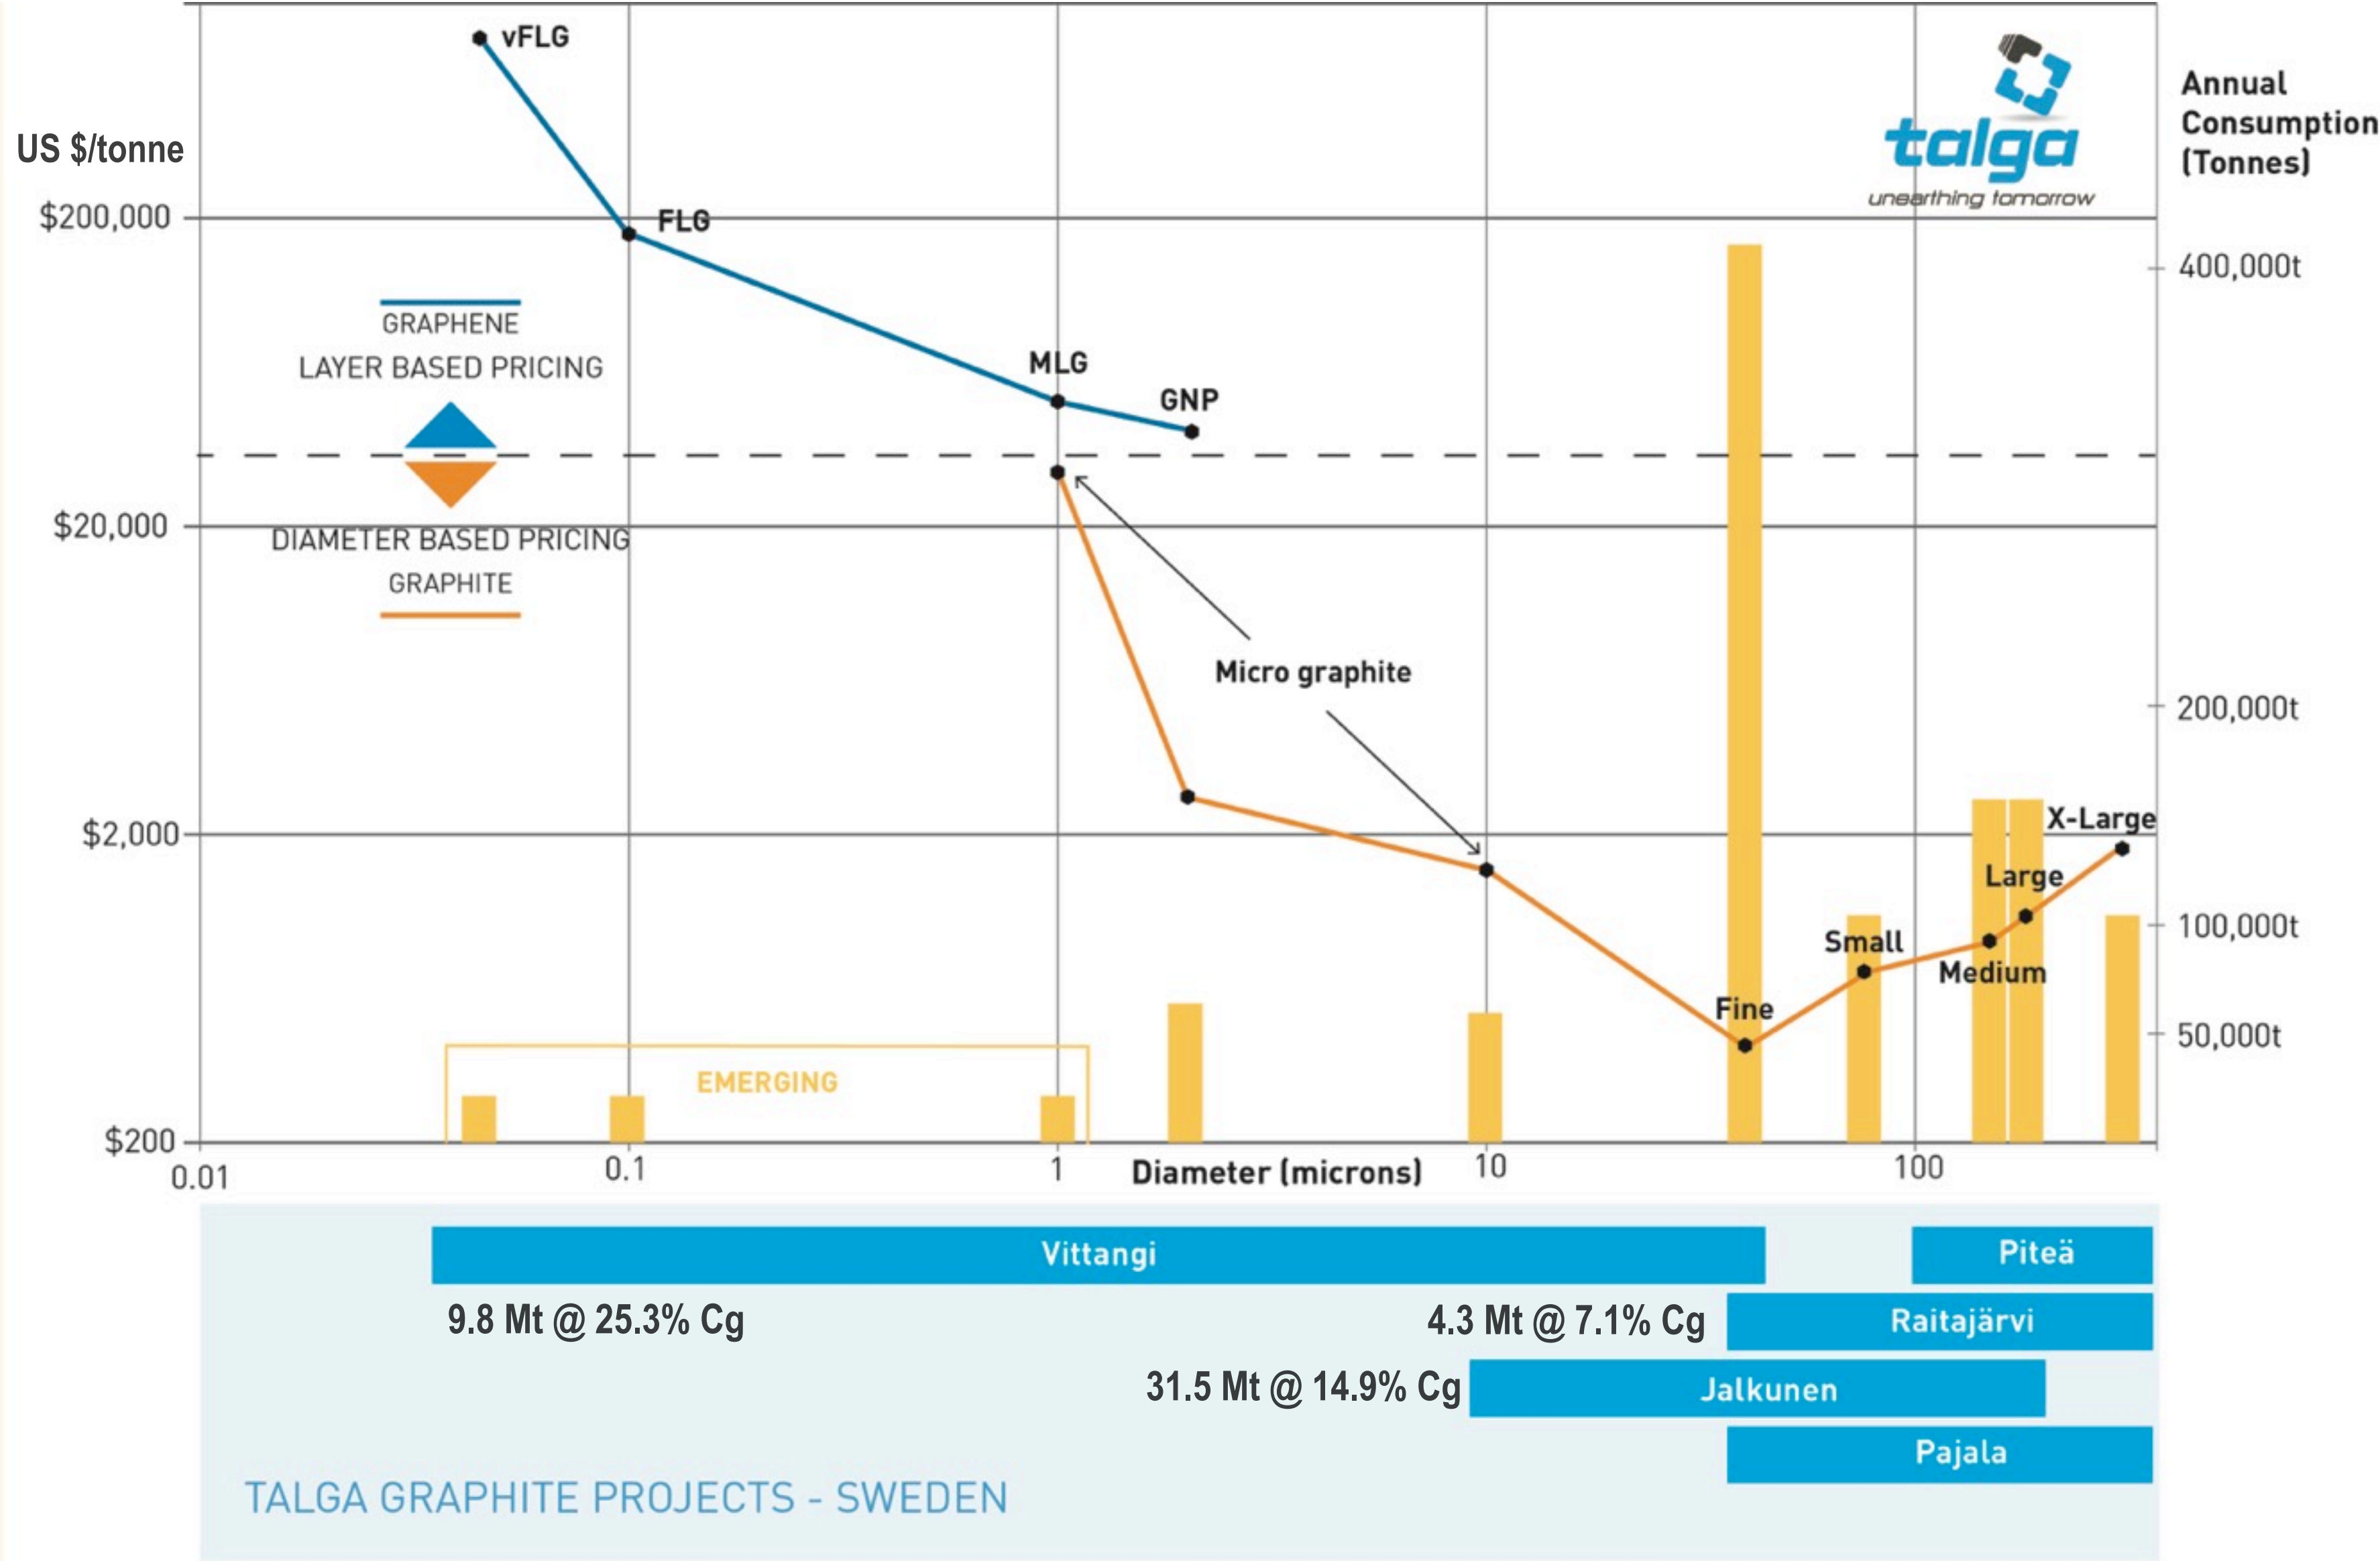 vFLG
US $/tonne
$200,000
FLG
talga
unearthing tomorrow
Annual
Consumption
(Tonnes)
400,000t
GRAPHENE
LAYER BASED PRICING
MLG
GNP
$20,000
DIAMETER BASED PRICING
GRAPHITE
Micro graphite
200,000t
$2,000
X-Large
Large
100,000t
Small
Medium
Fine
50,000t
EMERGING
$200
0.01
0.1
1
Diameter (microns)
10
100
Vittangi
Piteä
9.8 Mt @ 25.3% Cg
4.3 Mt @ 7.1% Cg
Raitajärvi
31.5 Mt @ 14.9% Cg
Jalkunen
Pajala
TALGA GRAPHITE PROJECTS - SWEDEN